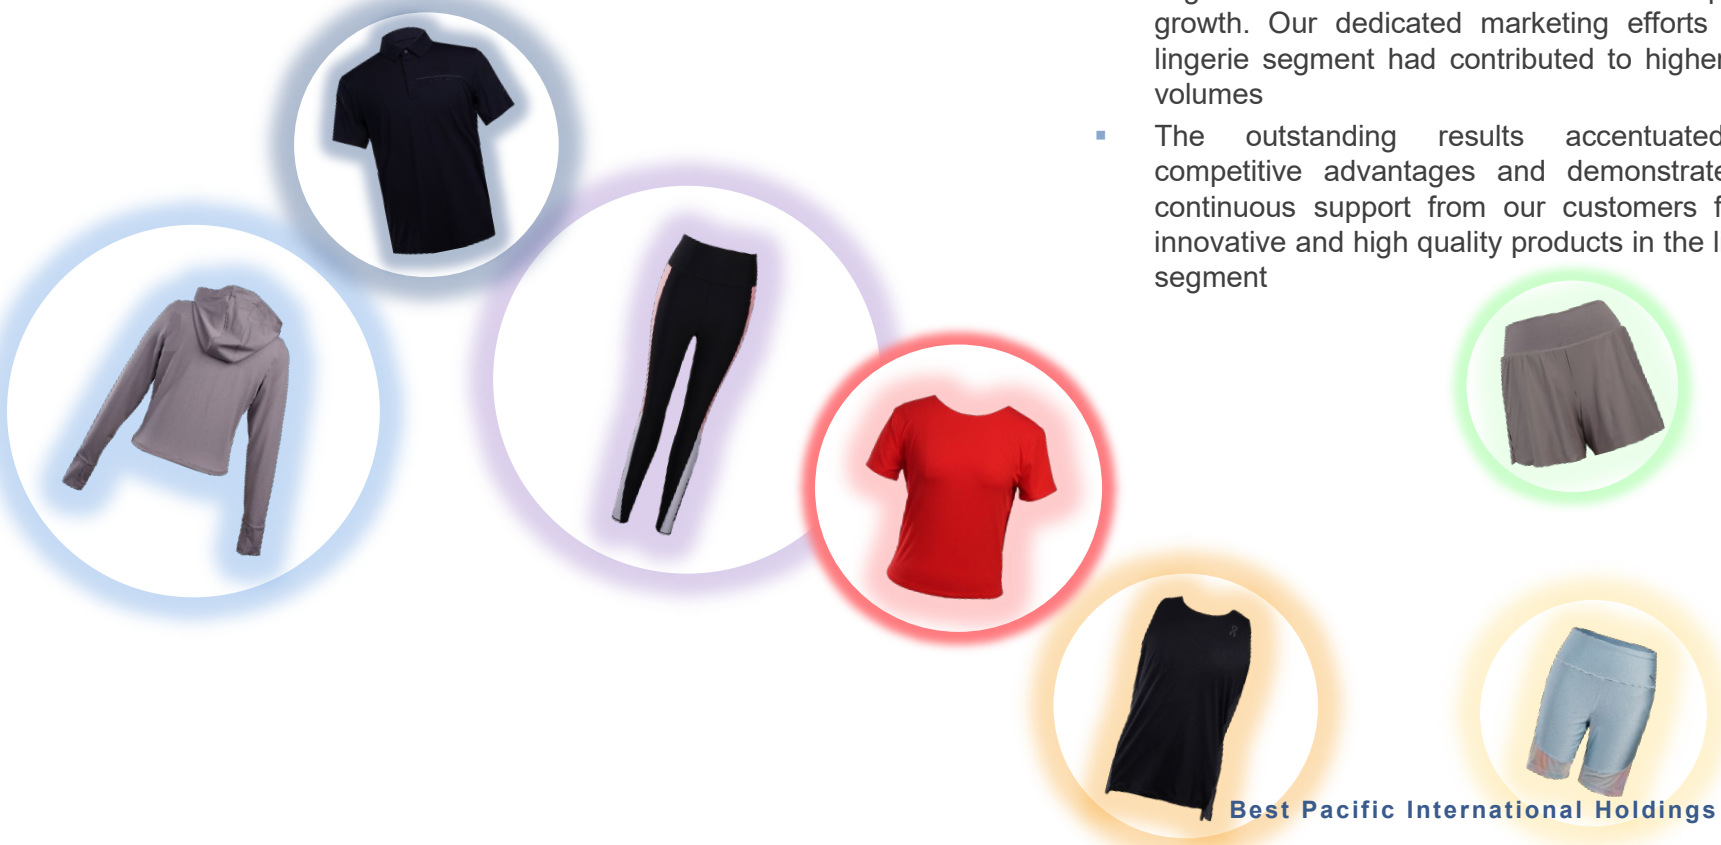 growth. Our dedicated marketing efforts
lingerie segment had contributed to higher
volumes
▪ The outstanding results accentuated
competitive advantages and demonstrate
continuous support from our customers
innovative and high quality products in the
segment
Best Pacific International Holdings